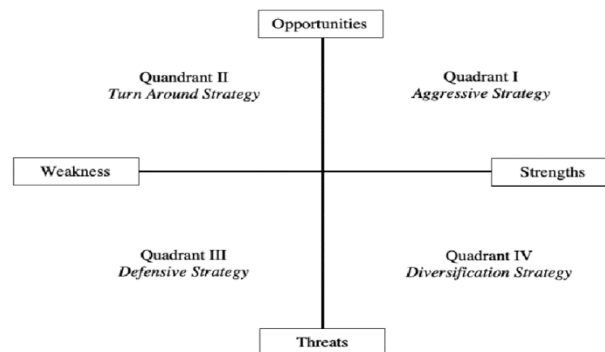 Opportunities
Quandrant II
Turn Around Strategy
Quadrant I
Aggressive Strategy
Weakness
Strengths
Quadrant III
Defensive Strategy
Quadrant IV
Diversification Strategy
Threats